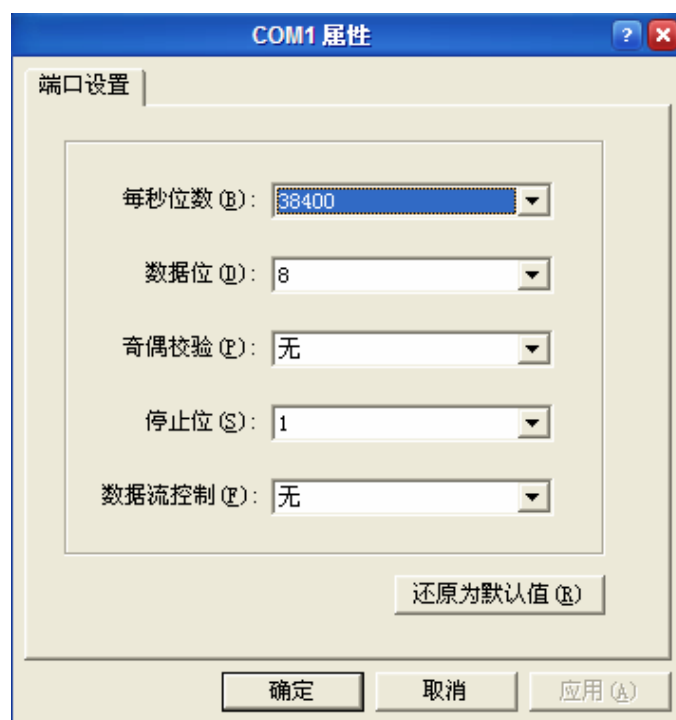 COM1 属性
端口设置
每秒位数(B): 38400
数据位(D): 8
奇偶校验(P): 无
停止位(S): 1
数据流控制(F): 无
还原为默认值(R)
确定 取消 应用(A)